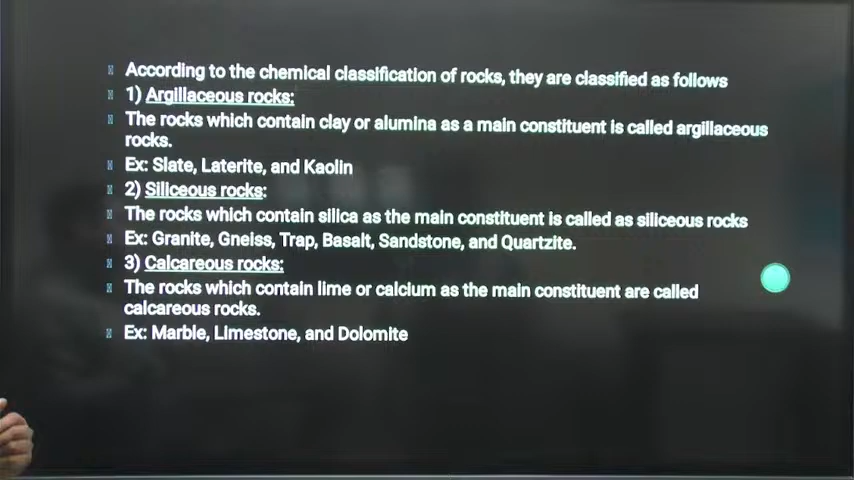 According to the chemical classification of rocks, they are classified as follows
1) Argillaceous rocks:
The rocks which contain clay or alumina as a main constituent is called argillaceous
rocks.
Ex: Slate, Laterite, and Kaolin
2) Siliceous rocks:
The rocks which contain silica as the main constituent is called as siliceous rocks
Ex: Granite, Gneiss, Trap, Basalt, Sandstone, and Quartzite.
3) Calcareous rocks:
The rocks which contain lime or calcium as the main constituent are called
calcareous rocks.
Ex: Marble, Limestone, and Dolomite